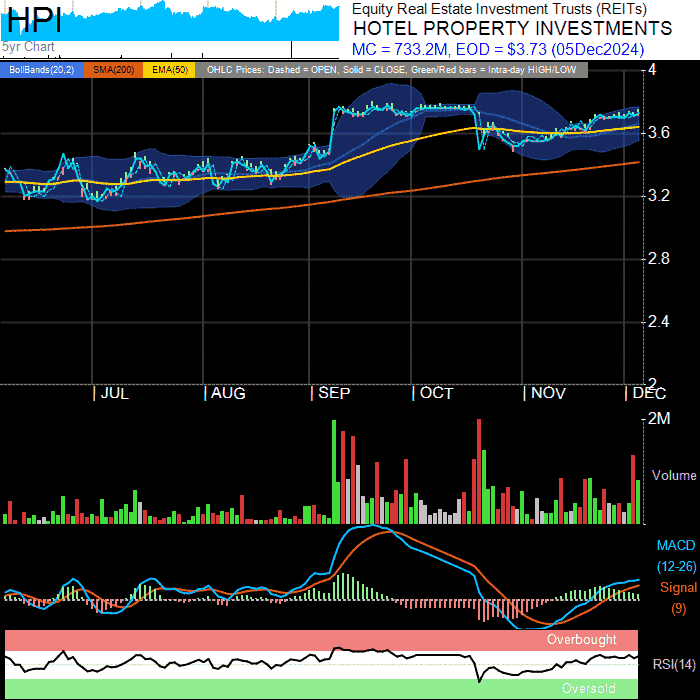 HPI
5yr Chart
Equity Real Estate Investment Trusts (REITs)
HOTEL PROPERTY INVESTMENTS
MC = 733.2M, EOD = $3.73 (05Dec2024)
BollBands(20,2) SMA(200) EMA(50) OHLC Prices: Dashed = OPEN, Solid = CLOSE, Green/Red bars = Intra-day HIGH/LOW
4
3.6
3.2
2.8
2.4
2
JUL AUG SEP OCT NOV DEC
2M
Volume
MACD
(12-26)
Signal
(9)
Overbought
RSI(14)
Oversold